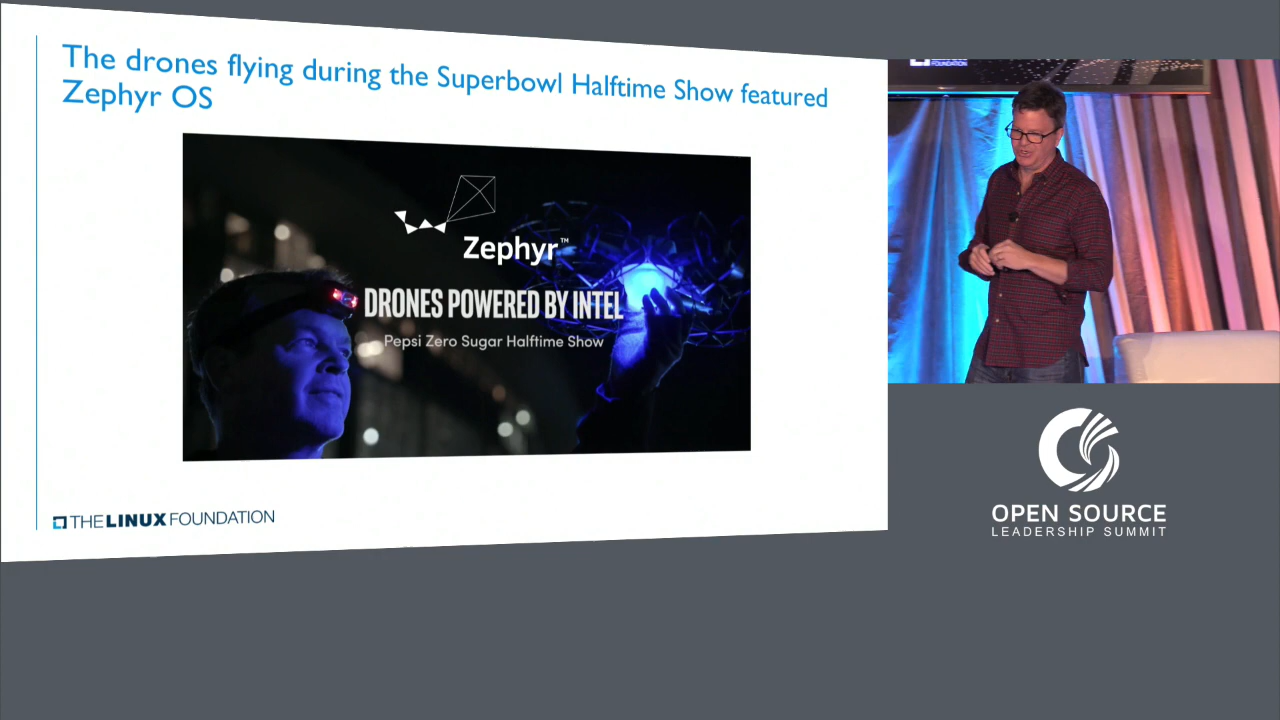 The drones flying during the Superbowl Halftime Show featured
Zephyr OS
Zephyr™
DRONES POWERED BY INTEL
Pepsi Zero Sugar Halftime Show
THE LINUX FOUNDATION
FOUNDATION
OPEN SOURCE
LEADERSHIP SUMMIT